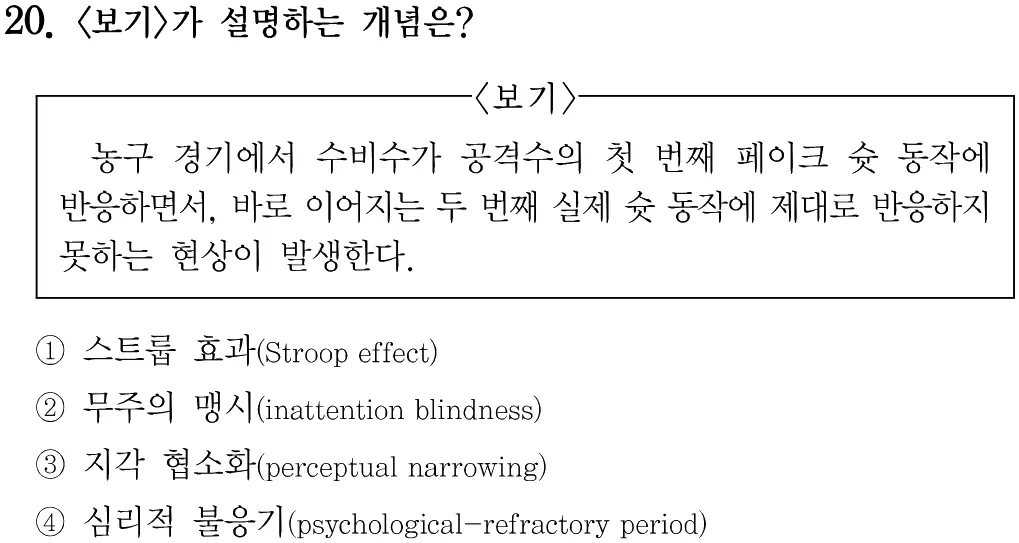 20. 〈보기〉가 설명하는 개념은?
〈보기〉
농구 경기에서 수비수가 공격수의 첫 번째 페이크 슛 동작에
반응하면서, 바로 이어지는 두 번째 실제 슛 동작에 제대로 반응하지
못하는 현상이 발생한다.
① 스트룹 효과(Stroop effect)
② 무주의 맹시(inattention blindness)
③ 지각 협소화(perceptual narrowing)
④ 심리적 불응기(psychological-refractory period)